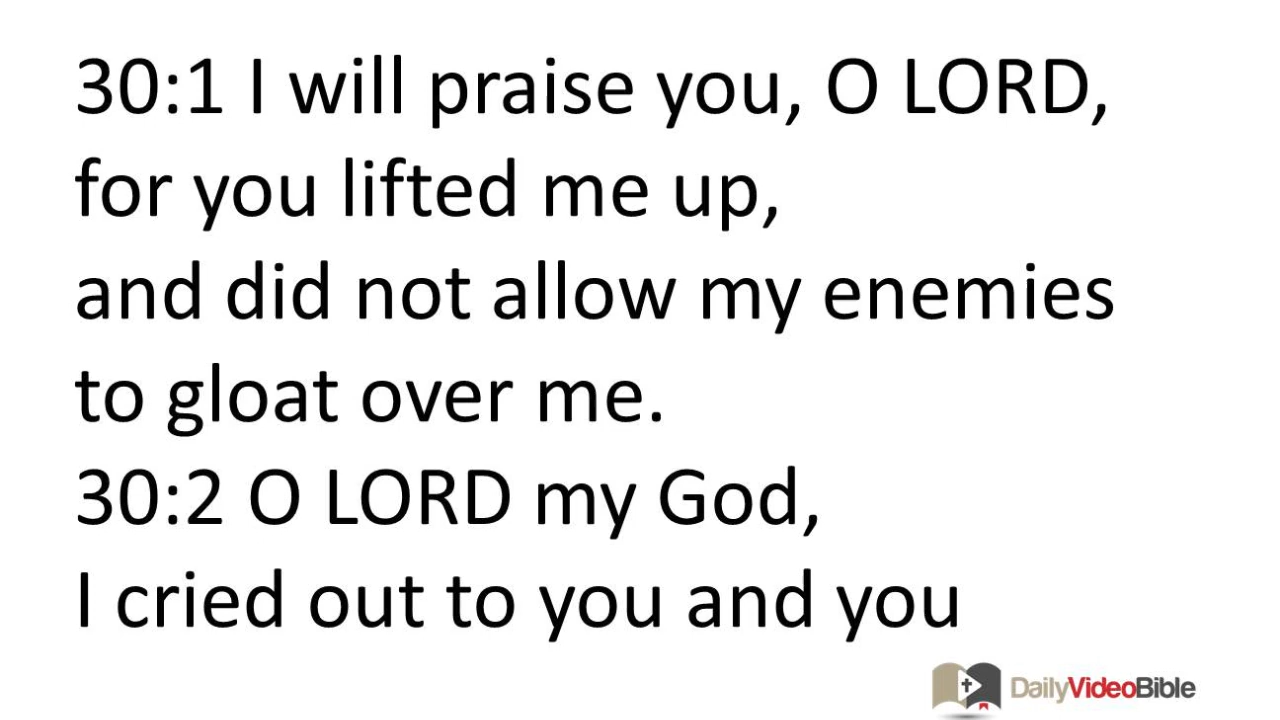 30:1 I will praise you, O LORD,
for you lifted me up,
and did not allow my enemies
to gloat over me.
30:2 O LORD my God,
I cried out to you and you
DailyVideoBible